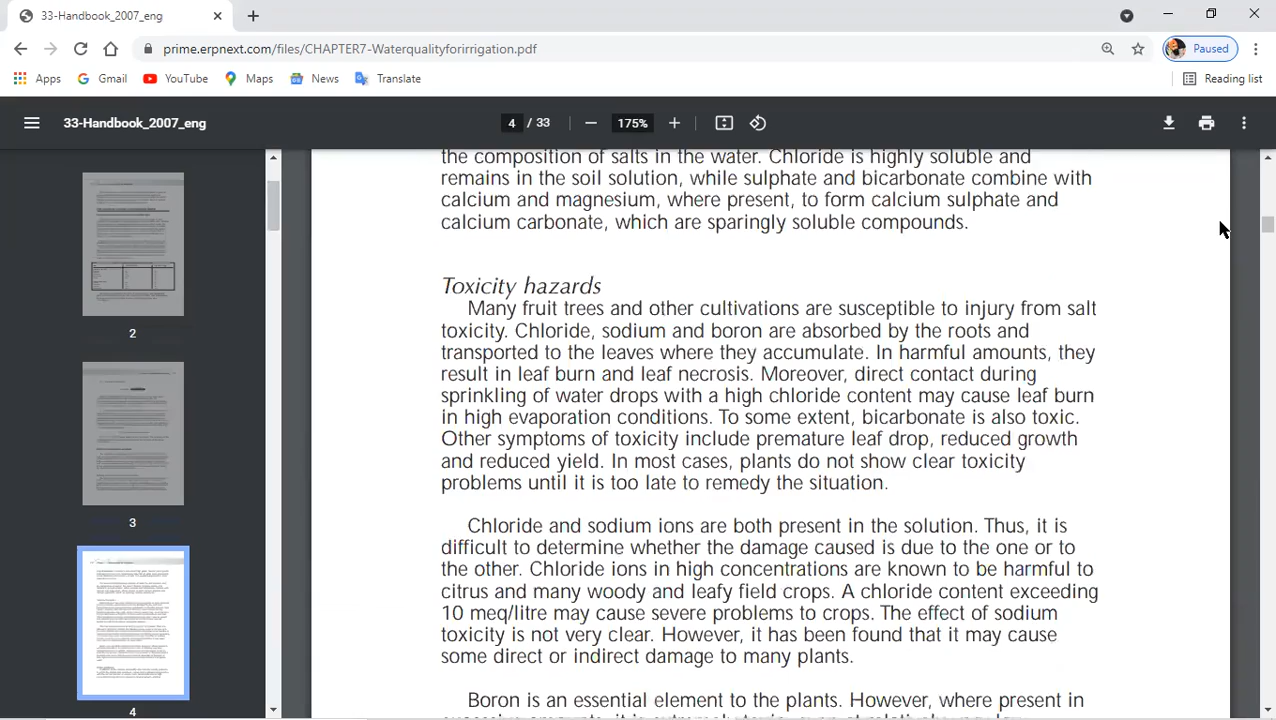 33-Handbook_2007_eng
prime.erpnext.com/files/CHAPTER7-Waterqualityforirrigation.pdf
Paused
Apps Gmail YouTube Maps News Translate Reading list
33-Handbook_2007_eng 4 / 33 175%
the composition of salts in the water. Chloride is highly soluble and
remains in the soil solution, while sulphate and bicarbonate combine with
calcium and magnesium, where present, to form calcium sulphate and
calcium carbonate, which are sparingly soluble compounds.
Toxicity hazards
Many fruit trees and other cultivations are susceptible to injury from salt
toxicity. Chloride, sodium and boron are absorbed by the roots and
transported to the leaves where they accumulate. In harmful amounts, they
result in leaf burn and leaf necrosis. Moreover, direct contact during
sprinkling of water drops with a high chloride content may cause leaf burn
in high evaporation conditions. To some extent, bicarbonate is also toxic.
Other symptoms of toxicity include premature leaf drop, reduced growth
and reduced yield. In most cases, plants do not show clear toxicity
problems until it is too late to remedy the situation.
Chloride and sodium ions are both present in the solution. Thus, it is
difficult to determine whether the damage caused is due to the one or to
the other. Chloride ions in high concentrations are known to be harmful to
citrus and many woody and leafy field crops. A chloride content exceeding
10 meq/litre may cause severe problems to crops. The effect of sodium
toxicity is not very clear. However, it has been found that it may cause
some direct or indirect damage to many plants.
Boron is an essential element to the plants. However, where present in
2
3
4